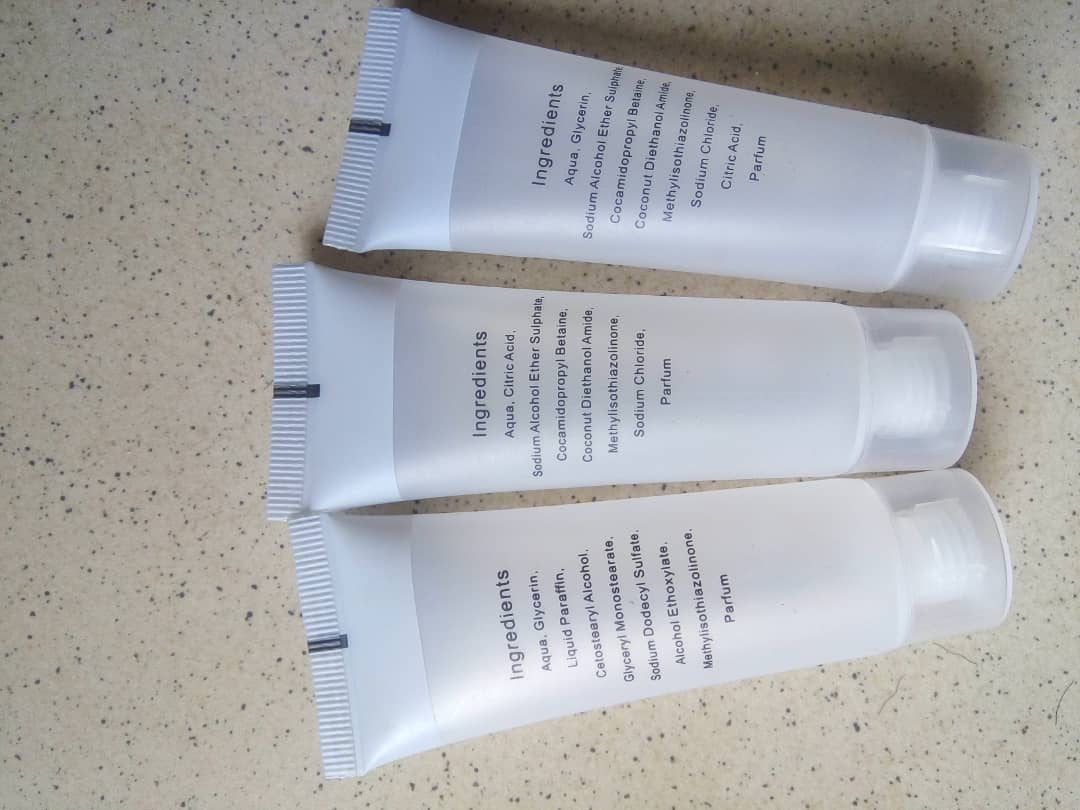 Ingredients
Aqua, Glycerin,
Sodium Alcohol Ether Sulphate,
Cocamidopropyl Betaine,
Coconut Diethanol Amide,
Methylisothiazolinone,
Sodium Chloride,
Citric Acid,
Parfum
Ingredients
Aqua, Citric Acid,
Sodium Alcohol Ether Sulphate,
Cocamidopropyl Betaine,
Coconut Diethanol Amide,
Methylisothiazolinone,
Sodium Chloride,
Parfum
Ingredients
Aqua, Glycerin,
Liquid Paraffin,
Cetostearyl Alcohol,
Glyceryl Monostearate,
Sodium Dodecyl Sulfate,
Alcohol Ethoxylate,
Methylisothiazolinone,
Parfum